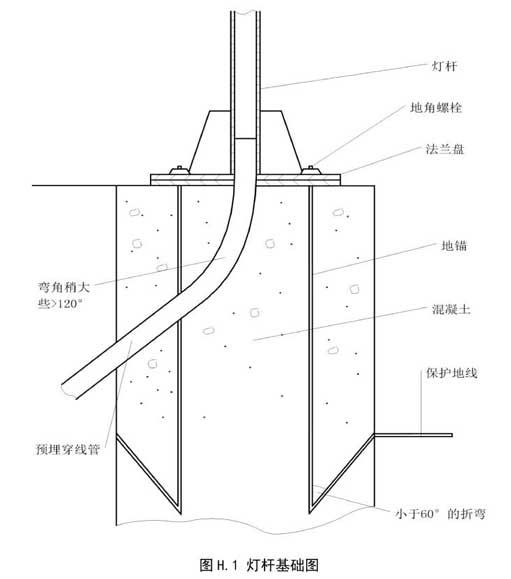 灯杆
地角螺栓
法兰盘
地锚
弯角稍大
些>120°
混凝土
保护地线
预埋穿线管
小于60°的折弯
图H.1 灯杆基础图